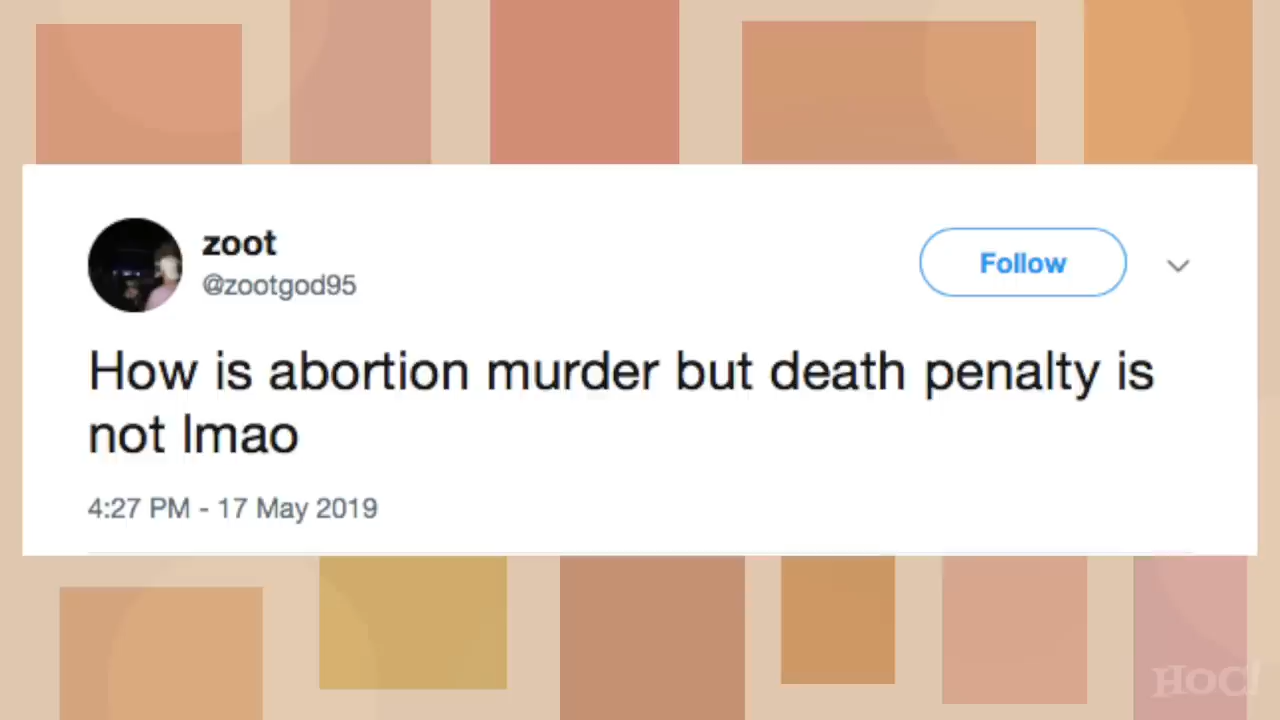 zoot
@zootgod95
Follow
How is abortion murder but death penalty is
not lmao
4:27 PM - 17 May 2019
HOC!